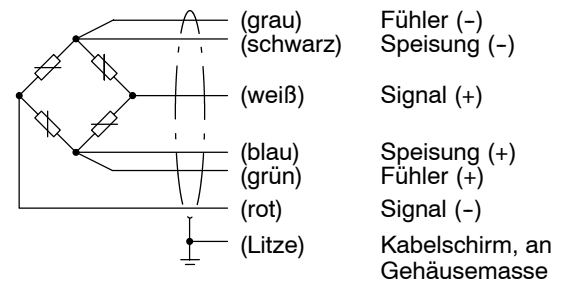 (grau) Fühler (–)
(schwarz) Speisung (–)
(weiß) Signal (+)
(blau) Speisung (+)
(grün) Fühler (+)
(rot) Signal (–)
(Litze) Kabelschirm, an
Gehäusemasse